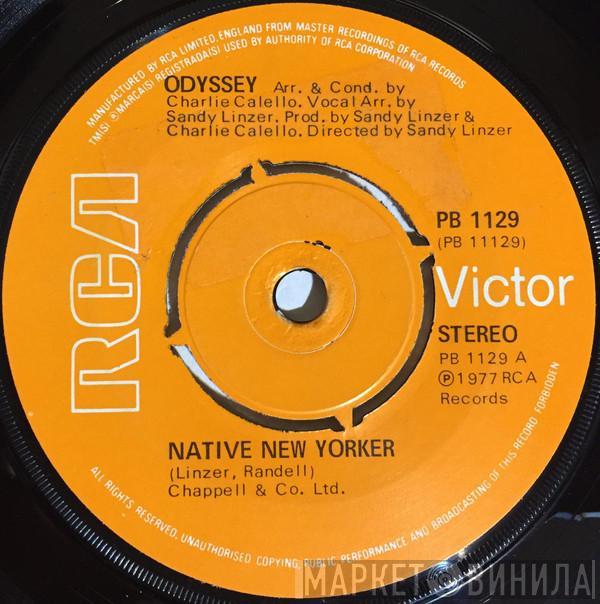 MANUFACTURED BY RCA LIMITED, ENGLAND FROM MASTER RECORDINGS OF RCA RECORDS
TM(S) ® MARCA(S) REGISTRADA(S) USED BY AUTHORITY OF RCA CORPORATION
ODYSSEY Arr. & Cond. by
Charlie Calello. Vocal Arr. by
Sandy Linzer. Prod. by Sandy Linzer &
Charlie Calello. Directed by Sandy Linzer
RCA
PB 1129
(PB 11129)
Victor
STEREO
PB 1129 A
℗1977 RCA
Records
NATIVE NEW YORKER
(Linzer, Randell)
Chappell & Co. Ltd.
ALL RIGHTS RESERVED. UNAUTHORISED COPYING, PUBLIC PERFORMANCE AND BROADCASTING OF THIS RECORD FORBIDDEN
МАРКЕТ ВИНИЛА